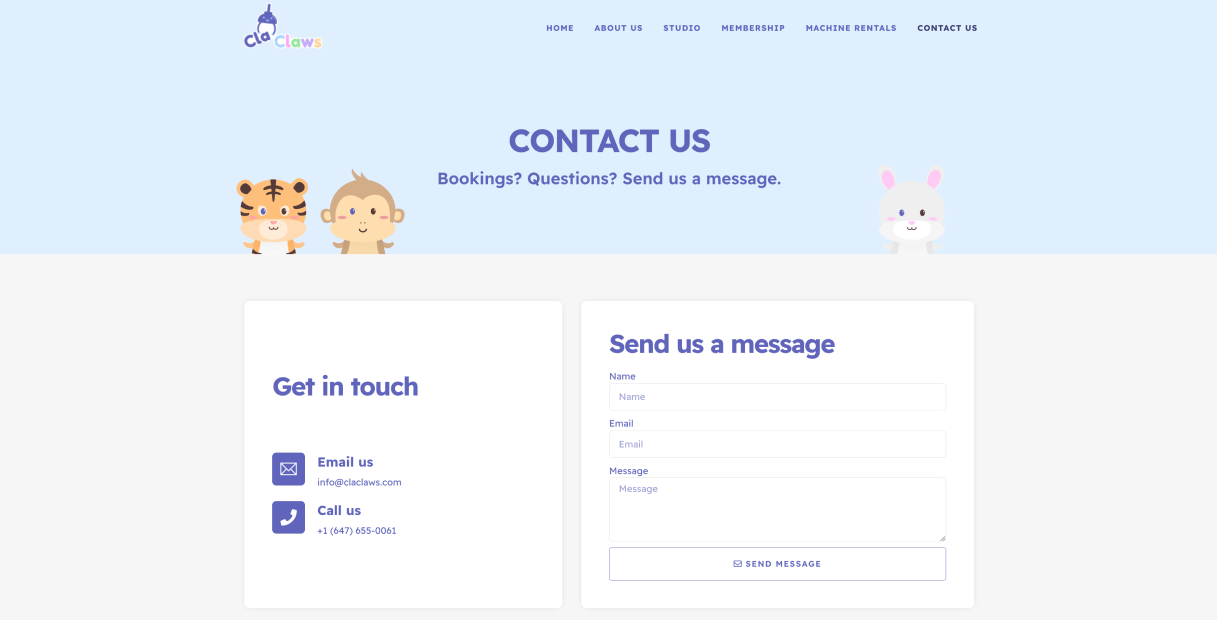 Cla Claws
HOME ABOUT US STUDIO MEMBERSHIP MACHINE RENTALS CONTACT US
CONTACT US
Bookings? Questions? Send us a message.
Get in touch
Email us
info@claclaws.com
Call us
+1 (647) 655-0061
Send us a message
Name
Name
Email
Email
Message
Message
SEND MESSAGE